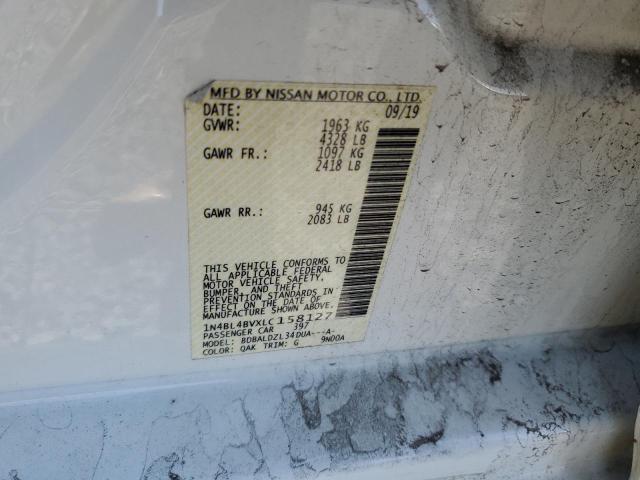 MFD BY NISSAN MOTOR CO., LTD.
DATE: 09/19
GVWR: 1963 KG
4328 LB
GAWR FR.: 1097 KG
2418 LB
GAWR RR.: 945 KG
2083 LB
THIS VEHICLE CONFORMS TO
ALL APPLICABLE FEDERAL
MOTOR VEHICLE SAFETY,
BUMPER, AND THEFT
PREVENTION STANDARDS IN
EFFECT ON THE DATE OF
MANUFACTURE SHOWN ABOVE.
1N4BL4BVXLC158127
PASSENGER CAR 397
MODEL: BDBALDZL34DUA---A-
COLOR: QAK TRIM: G 9N00A